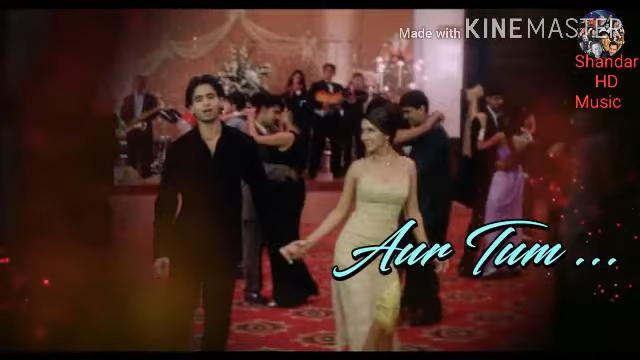 Made with KINEMASTER
Shandar
HD
Music
Aur Tum ...